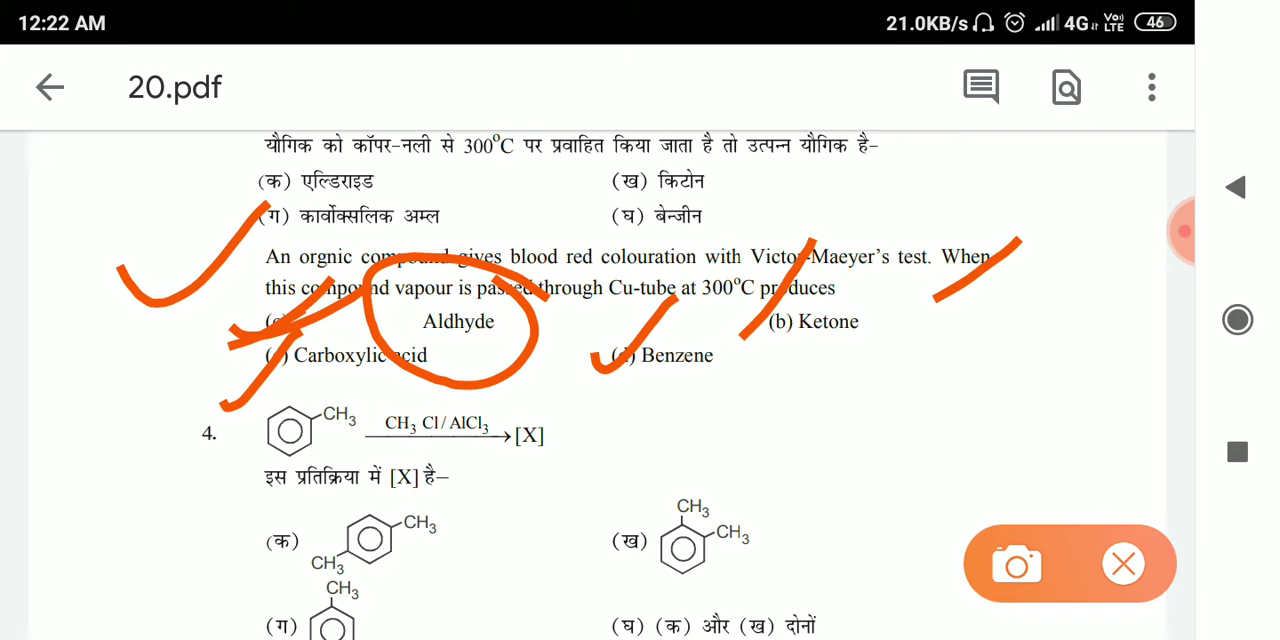 12:22 AM 21.0KB/s 4G Vo) LTE 46
20.pdf
यौगिक को कॉपर-नली से 300°C पर प्रवाहित किया जाता है तो उत्पन्न यौगिक है-
(क) एल्डिराइड (ख) किटोन
(ग) कार्वोक्सलिक अम्ल (घ) बेन्जीन
An orgnic compound gives blood red colouration with Victor-Maeyer's test. When
this compound vapour is passed through Cu-tube at 300°C produces
Aldhyde (b) Ketone
Carboxylic acid (d) Benzene
4. CH3 CH3 Cl/AlCl3 [X]
इस प्रतिक्रिया में [X] है-
(क) CH3 CH3 (ख) CH3 CH3
(ग) CH3 (घ) (क) और (ख) दोनों